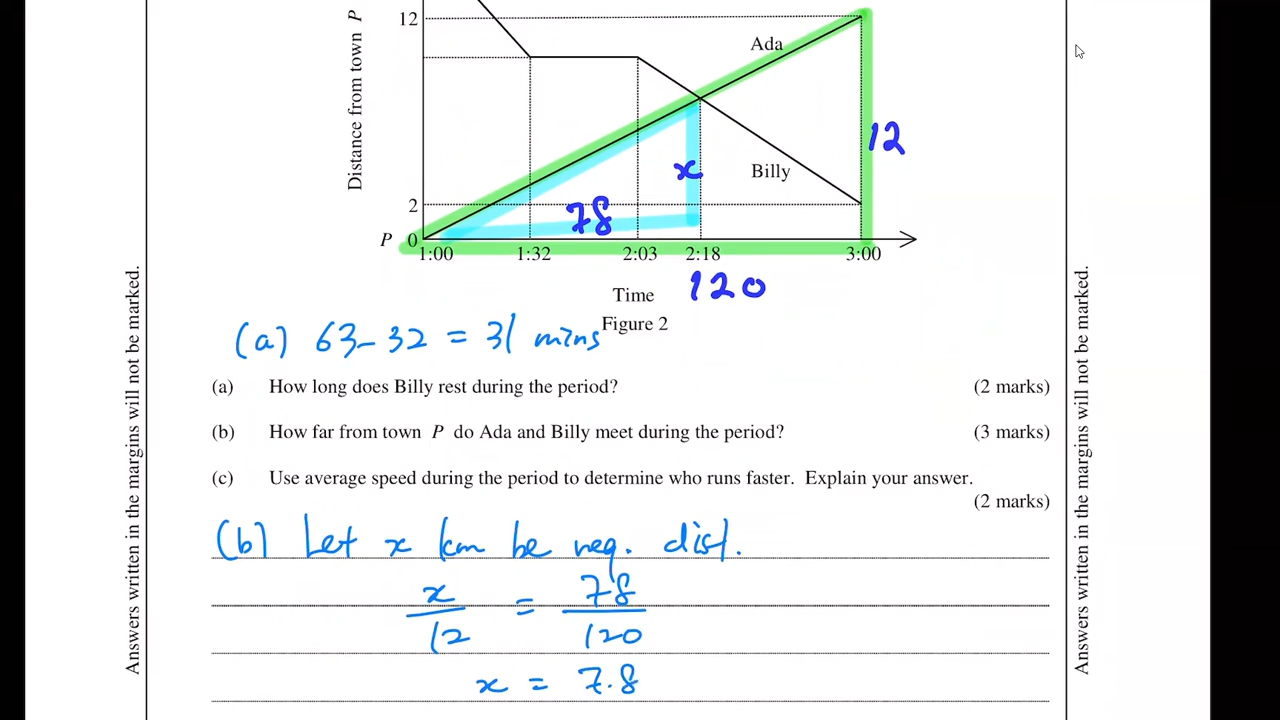 12
Distance from town P
Ada
12
x
Billy
2
78
P 0
1:00 1:32 2:03 2:18 3:00
120
Time
Figure 2
(a) 63 - 32 = 31 mins
(a) How long does Billy rest during the period? (2 marks)
(b) How far from town P do Ada and Billy meet during the period? (3 marks)
(c) Use average speed during the period to determine who runs faster. Explain your answer.
(2 marks)
(b) Let x km be req. dist.
x/12 = 78/120
x = 7.8
Answers written in the margins will not be marked.
Answers written in the margins will not be marked.